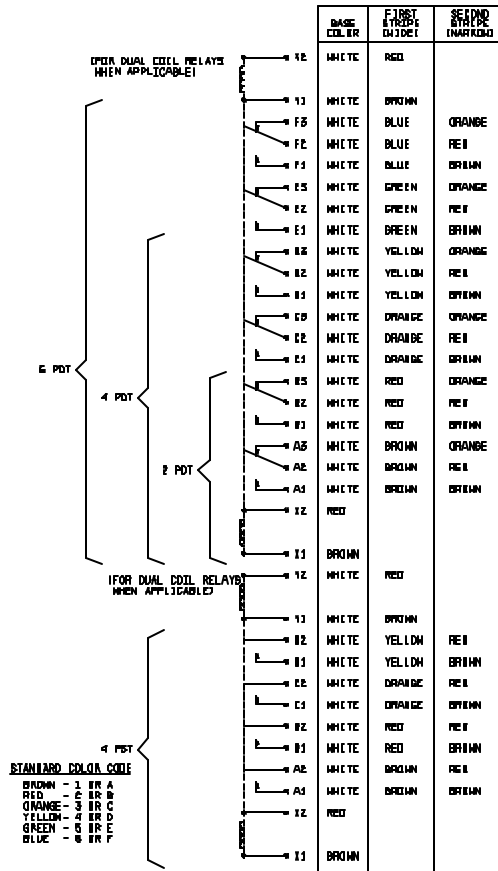 BASE COLOR
FIRST STRIPE (WIDE)
SECOND STRIPE (NARROW)
(FOR DUAL COIL RELAYS
WHEN APPLICABLE)
Y2 WHITE RED
Y1 WHITE BROWN
F3 WHITE BLUE ORANGE
F2 WHITE BLUE RED
F1 WHITE BLUE BROWN
E3 WHITE GREEN ORANGE
E2 WHITE GREEN RED
E1 WHITE GREEN BROWN
D3 WHITE YELLOW ORANGE
D2 WHITE YELLOW RED
D1 WHITE YELLOW BROWN
C3 WHITE ORANGE ORANGE
C2 WHITE ORANGE RED
C1 WHITE ORANGE BROWN
6 PDT
B3 WHITE RED ORANGE
4 PDT
B2 WHITE RED RED
B1 WHITE RED BROWN
A3 WHITE BROWN ORANGE
2 PDT
A2 WHITE BROWN RED
A1 WHITE BROWN BROWN
X2 RED
X1 BROWN
(FOR DUAL COIL RELAYS
WHEN APPLICABLE)
Y2 WHITE RED
Y1 WHITE BROWN
D2 WHITE YELLOW RED
D1 WHITE YELLOW BROWN
C2 WHITE ORANGE RED
C1 WHITE ORANGE BROWN
B2 WHITE RED RED
4 PST
B1 WHITE RED BROWN
A2 WHITE BROWN RED
A1 WHITE BROWN BROWN
X2 RED
X1 BROWN
STANDARD COLOR CODE
BROWN - 1 OR A
RED - 2 OR B
ORANGE - 3 OR C
YELLOW - 4 OR D
GREEN - 5 OR E
BLUE - 6 OR F